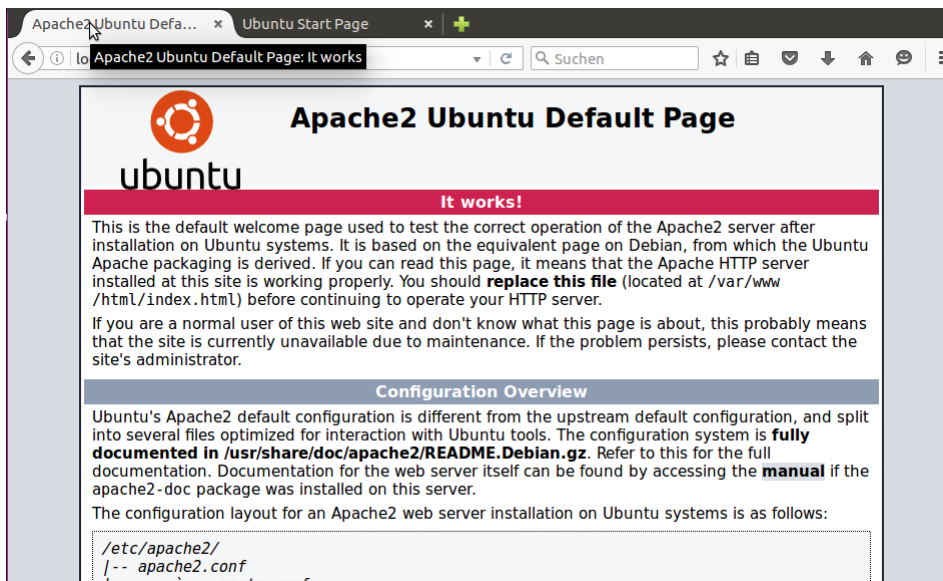 Apache2 Ubuntu Defa... × Ubuntu Start Page ×
lo Apache2 Ubuntu Default Page: It works Suchen
ubuntu
Apache2 Ubuntu Default Page
It works!
This is the default welcome page used to test the correct operation of the Apache2 server after
installation on Ubuntu systems. It is based on the equivalent page on Debian, from which the Ubuntu
Apache packaging is derived. If you can read this page, it means that the Apache HTTP server
installed at this site is working properly. You should replace this file (located at /var/www
/html/index.html) before continuing to operate your HTTP server.
If you are a normal user of this web site and don't know what this page is about, this probably means
that the site is currently unavailable due to maintenance. If the problem persists, please contact the
site's administrator.
Configuration Overview
Ubuntu's Apache2 default configuration is different from the upstream default configuration, and split
into several files optimized for interaction with Ubuntu tools. The configuration system is fully
documented in /usr/share/doc/apache2/README.Debian.gz. Refer to this for the full
documentation. Documentation for the web server itself can be found by accessing the manual if the
apache2-doc package was installed on this server.
The configuration layout for an Apache2 web server installation on Ubuntu systems is as follows:
/etc/apache2/
|-- apache2.conf